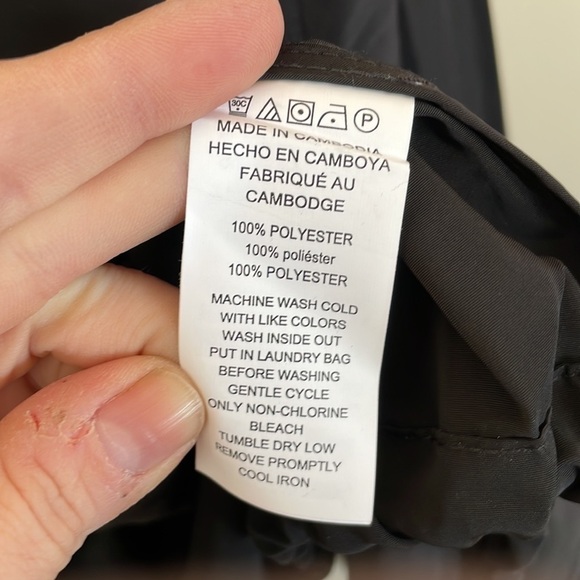 30C P
MADE IN CAMBODIA
HECHO EN CAMBOYA
FABRIQUÉ AU
CAMBODGE
100% POLYESTER
100% poliéster
100% POLYESTER
MACHINE WASH COLD
WITH LIKE COLORS
WASH INSIDE OUT
PUT IN LAUNDRY BAG
BEFORE WASHING
GENTLE CYCLE
ONLY NON-CHLORINE
BLEACH
TUMBLE DRY LOW
REMOVE PROMPTLY
COOL IRON